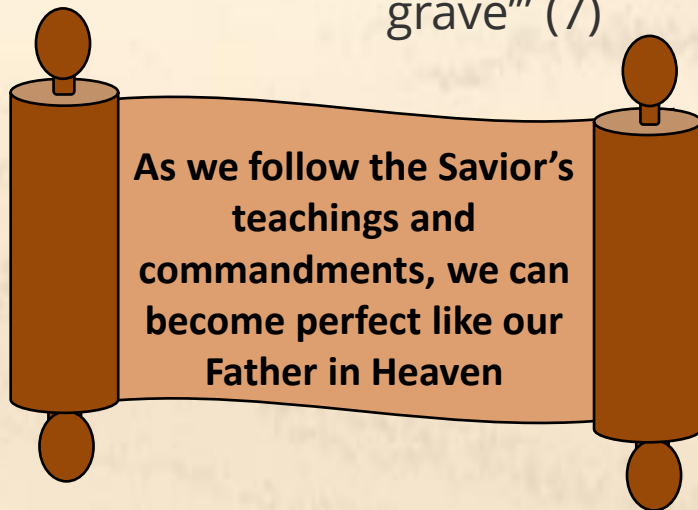 grave’” (7)
As we follow the Savior’s
teachings and
commandments, we can
become perfect like our
Father in Heaven